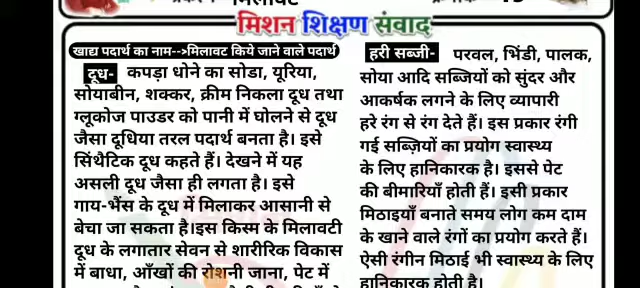 मिलावट
मिशन शिक्षण संवाद
खाद्य पदार्थ का नाम-->मिलावट किये जाने वाले पदार्थ
दूध- कपड़ा धोने का सोडा, यूरिया,
सोयाबीन, शक्कर, क्रीम निकला दूध तथा
ग्लूकोज पाउडर को पानी में घोलने से दूध
जैसा दूधिया तरल पदार्थ बनता है। इसे
सिंथैटिक दूध कहते हैं। देखने में यह
असली दूध जैसा ही लगता है। इसे
गाय-भैंस के दूध में मिलाकर आसानी से
बेचा जा सकता है।इस किस्म के मिलावटी
दूध के लगातार सेवन से शारीरिक विकास
में बाधा, आँखों की रोशनी जाना, पेट में
हरी सब्जी- परवल, भिंडी, पालक,
सोया आदि सब्जियों को सुंदर और
आकर्षक लगने के लिए व्यापारी
हरे रंग से रंग देते हैं। इस प्रकार रंगी
गई सब्ज़ियों का प्रयोग स्वास्थ्य
के लिए हानिकारक है। इससे पेट
की बीमारियाँ होती हैं। इसी प्रकार
मिठाइयाँ बनाते समय लोग कम दाम
के खाने वाले रंगों का प्रयोग करते हैं।
ऐसी रंगीन मिठाई भी स्वास्थ्य के लिए
हानिकारक होती है।